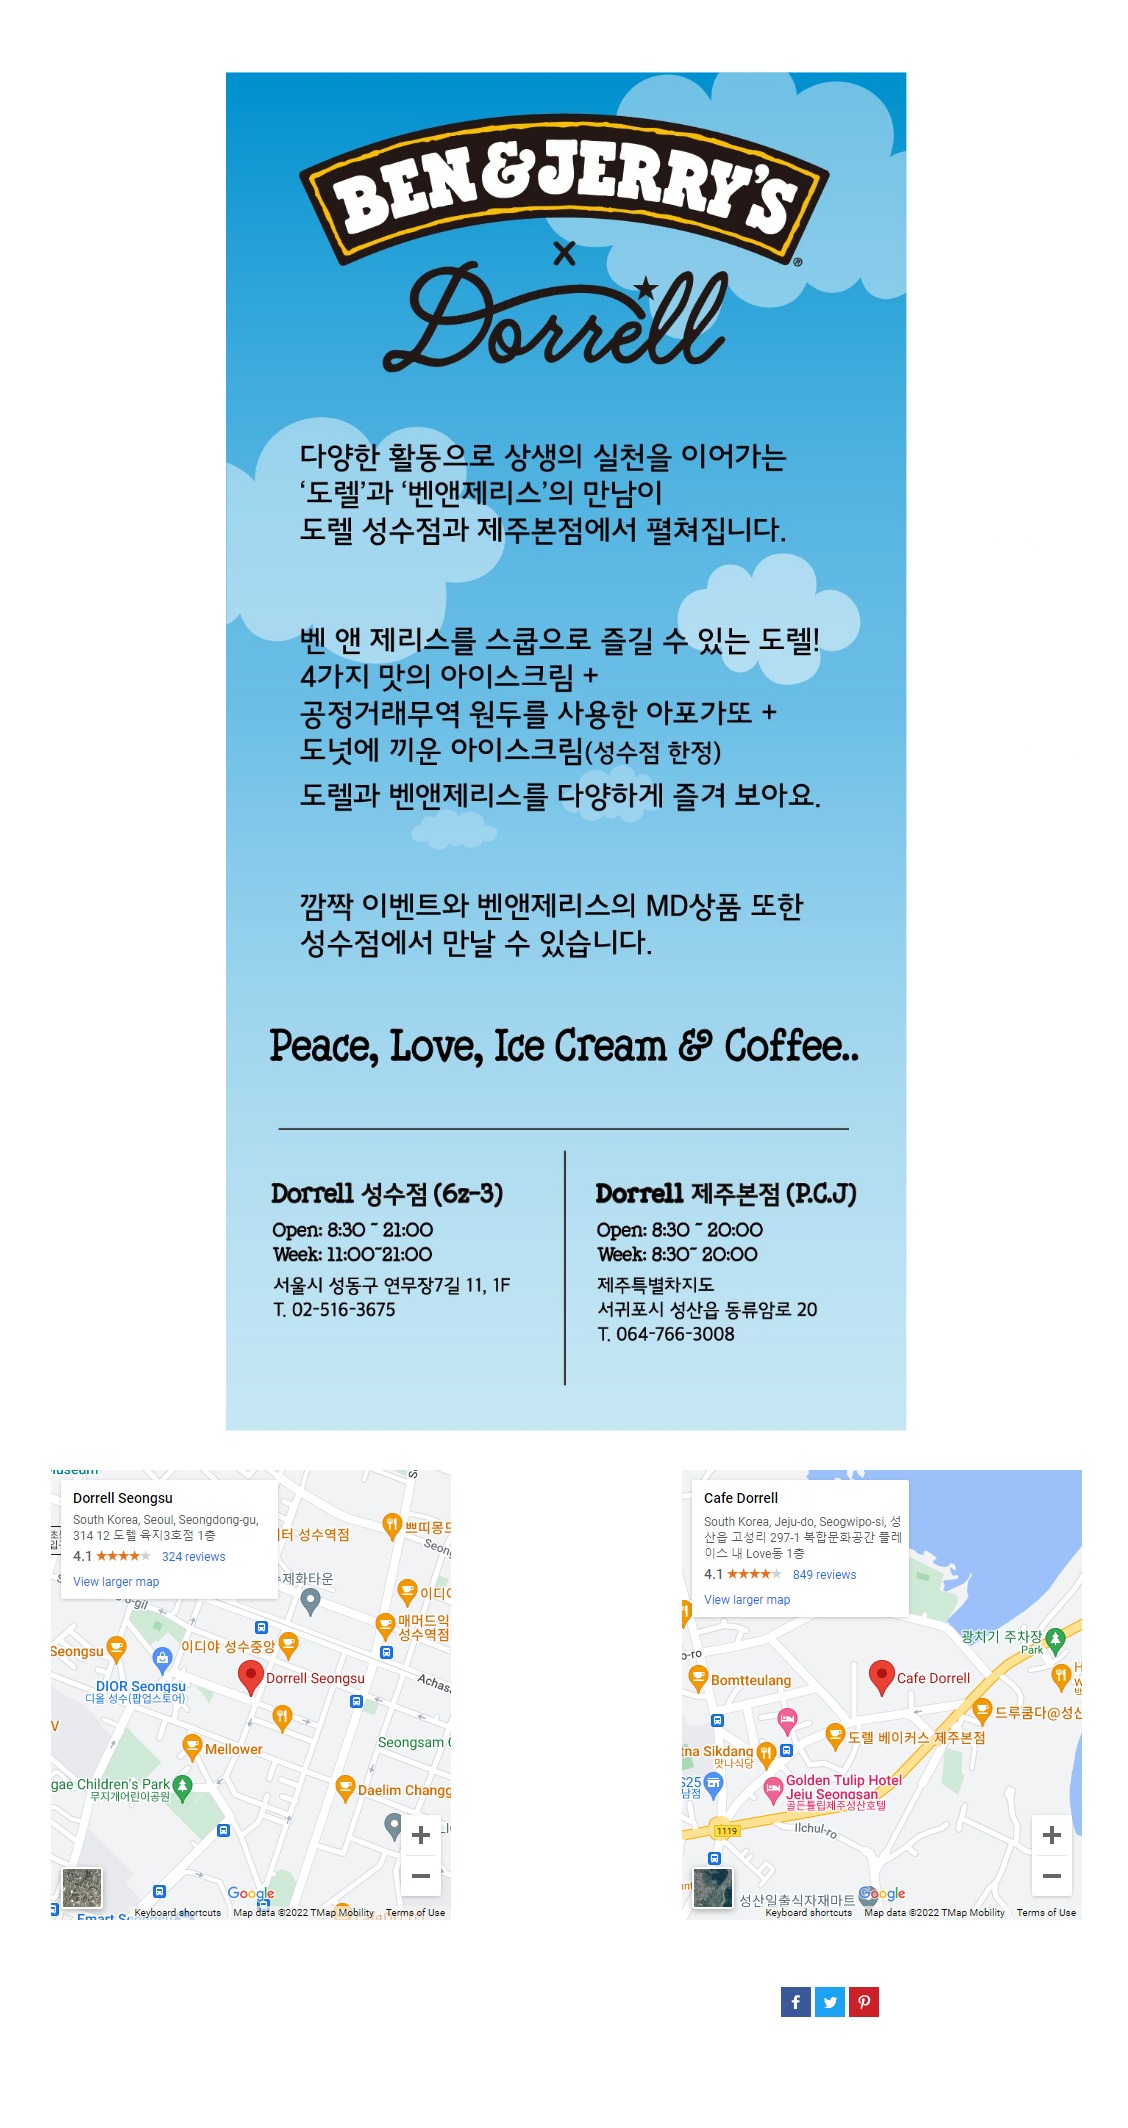 BEN & JERRY'S
®
x
Dorrell
다양한 활동으로 상생의 실천을 이어가는
‘도렐’과 ‘벤앤제리스’의 만남이
도렐 성수점과 제주본점에서 펼쳐집니다.
벤 앤 제리스를 스쿱으로 즐길 수 있는 도렐!
4가지 맛의 아이스크림 +
공정거래무역 원두를 사용한 아포가또 +
도넛에 끼운 아이스크림(성수점 한정)
도렐과 벤앤제리스를 다양하게 즐겨 보아요.
깜짝 이벤트와 벤앤제리스의 MD상품 또한
성수점에서 만날 수 있습니다.
Peace, Love, Ice Cream & Coffee..
Dorrell 성수점 (6z-3)
Open: 8:30 ~ 21:00
Week: 11:00~21:00
서울시 성동구 연무장7길 11, 1F
T. 02-516-3675
Dorrell 제주본점 (P.C.J)
Open: 8:30 ~ 20:00
Week: 8:30~ 20:00
제주특별차지도
서귀포시 성산읍 동류암로 20
T. 064-766-3008
Dorrell Seongsu
South Korea, Seoul, Seongdong-gu,
314 12 도렐 육지3호점 1층
4.1 324 reviews
View larger map
터 성수역점
쁘띠몽드
Seong
제화타운
이디야
o-gil
매머드익
성수역점
이디야 성수중앙
Seongsu
DIOR Seongsu
디올 성수(팝업스토어)
Dorrell Seongsu
Achas
Mellower
Seongsam
gae Children's Park
무지개어린이공원
Daelim Changg
Emart Seongsu
Google
Keyboard shortcuts Map data ©2022 TMap Mobility Terms of Use
Cafe Dorrell
South Korea, Jeju-do, Seogwipo-si, 성
산읍 고성리 297-1 복합문화공간 플레
이스 내 Love동 1층
4.1 849 reviews
View larger map
광치기 주차장
Park
o-ro
Bomtteulang
Cafe Dorrell
드루쿰다@성산
도렐 베이커스 제주본점
tna Sikdang
맛나식당
S25
남점
Golden Tulip Hotel
Jeju Seongsan
골든튤립제주성산호텔
1119
Ilchul-ro
성산일출식자재마트
Google
Keyboard shortcuts Map data ©2022 TMap Mobility Terms of Use